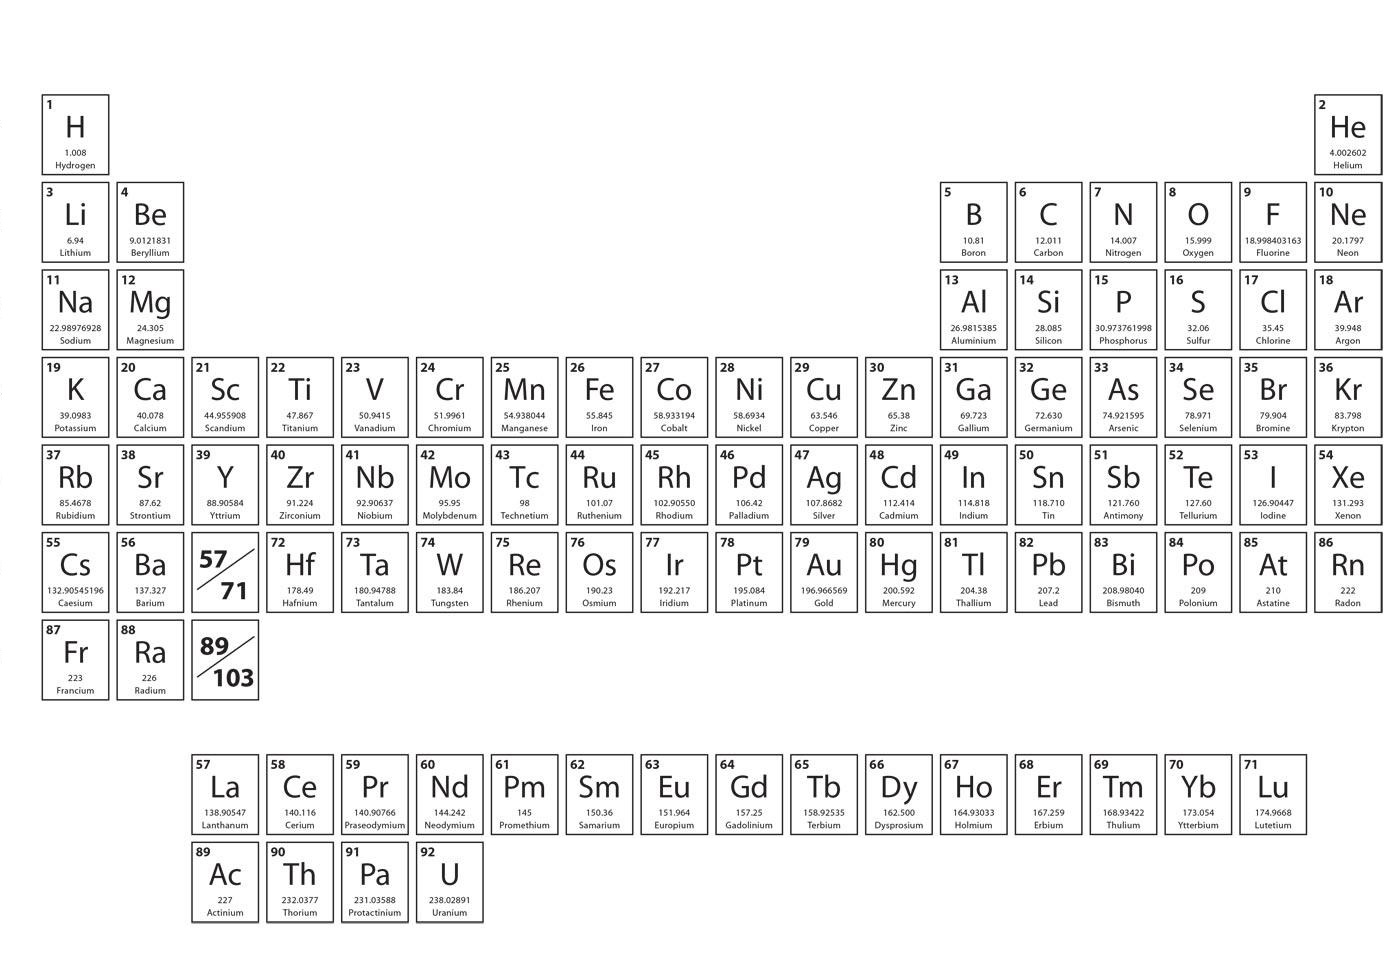 1
H
1.008
Hydrogen
2
He
4.002602
Helium
3
Li
6.94
Lithium
4
Be
9.0121831
Beryllium
5
B
10.81
Boron
6
C
12.011
Carbon
7
N
14.007
Nitrogen
8
O
15.999
Oxygen
9
F
18.998403163
Fluorine
10
Ne
20.1797
Neon
11
Na
22.98976928
Sodium
12
Mg
24.305
Magnesium
13
Al
26.9815385
Aluminium
14
Si
28.085
Silicon
15
P
30.973761998
Phosphorus
16
S
32.06
Sulfur
17
Cl
35.45
Chlorine
18
Ar
39.948
Argon
19
K
39.0983
Potassium
20
Ca
40.078
Calcium
21
Sc
44.955908
Scandium
22
Ti
47.867
Titanium
23
V
50.9415
Vanadium
24
Cr
51.9961
Chromium
25
Mn
54.938044
Manganese
26
Fe
55.845
Iron
27
Co
58.933194
Cobalt
28
Ni
58.6934
Nickel
29
Cu
63.546
Copper
30
Zn
65.38
Zinc
31
Ga
69.723
Gallium
32
Ge
72.630
Germanium
33
As
74.921595
Arsenic
34
Se
78.971
Selenium
35
Br
79.904
Bromine
36
Kr
83.798
Krypton
37
Rb
85.4678
Rubidium
38
Sr
87.62
Strontium
39
Y
88.90584
Yttrium
40
Zr
91.224
Zirconium
41
Nb
92.90637
Niobium
42
Mo
95.95
Molybdenum
43
Tc
98
Technetium
44
Ru
101.07
Ruthenium
45
Rh
102.90550
Rhodium
46
Pd
106.42
Palladium
47
Ag
107.8682
Silver
48
Cd
112.414
Cadmium
49
In
114.818
Indium
50
Sn
118.710
Tin
51
Sb
121.760
Antimony
52
Te
127.60
Tellurium
53
I
126.90447
Iodine
54
Xe
131.293
Xenon
55
Cs
132.90545196
Caesium
56
Ba
137.327
Barium
57
71
72
Hf
178.49
Hafnium
73
Ta
180.94788
Tantalum
74
W
183.84
Tungsten
75
Re
186.207
Rhenium
76
Os
190.23
Osmium
77
Ir
192.217
Iridium
78
Pt
195.084
Platinum
79
Au
196.966569
Gold
80
Hg
200.592
Mercury
81
Tl
204.38
Thallium
82
Pb
207.2
Lead
83
Bi
208.98040
Bismuth
84
Po
209
Polonium
85
At
210
Astatine
86
Rn
222
Radon
87
Fr
223
Francium
88
Ra
226
Radium
89
103
57
La
138.90547
Lanthanum
58
Ce
140.116
Cerium
59
Pr
140.90766
Praseodymium
60
Nd
144.242
Neodymium
61
Pm
145
Promethium
62
Sm
150.36
Samarium
63
Eu
151.964
Europium
64
Gd
157.25
Gadolinium
65
Tb
158.92535
Terbium
66
Dy
162.500
Dysprosium
67
Ho
164.93033
Holmium
68
Er
167.259
Erbium
69
Tm
168.93422
Thulium
70
Yb
173.054
Ytterbium
71
Lu
174.9668
Lutetium
89
Ac
227
Actinium
90
Th
232.0377
Thorium
91
Pa
231.03588
Protactinium
92
U
238.02891
Uranium